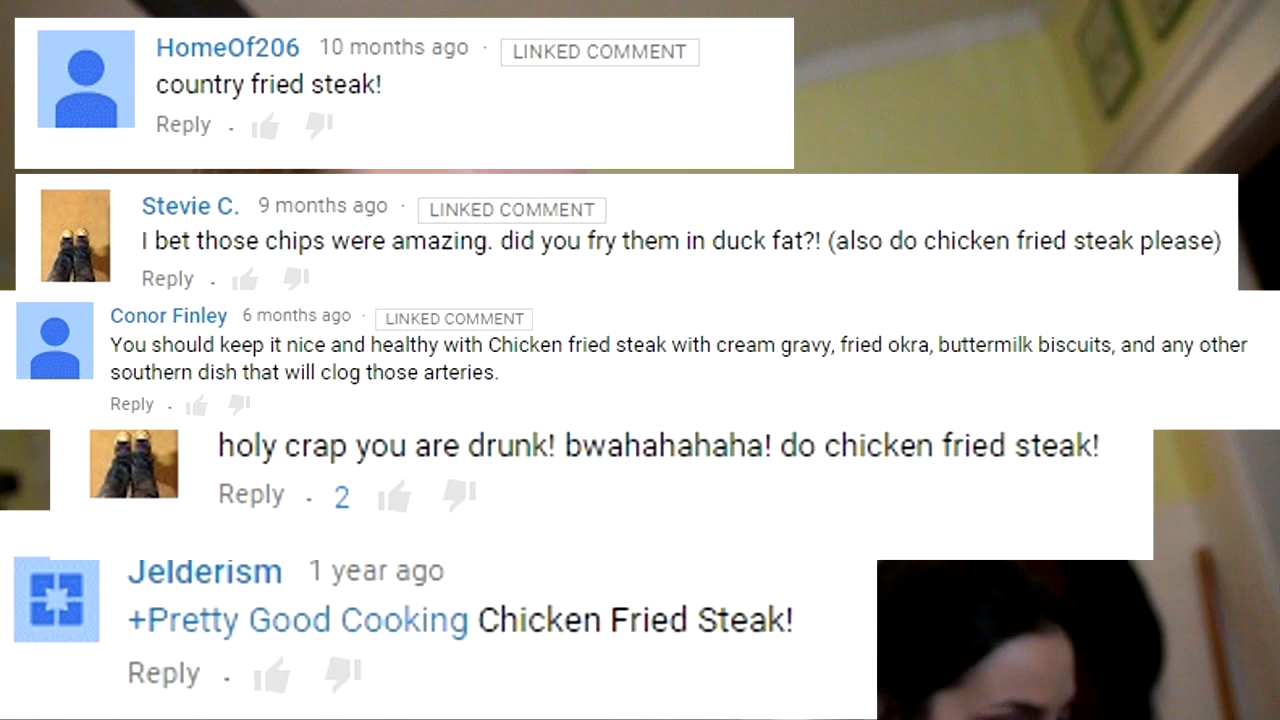 HomeOf206 10 months ago · LINKED COMMENT
country fried steak!
Reply ·
Stevie C. 9 months ago · LINKED COMMENT
I bet those chips were amazing. did you fry them in duck fat?! (also do chicken fried steak please)
Reply ·
Conor Finley 6 months ago · LINKED COMMENT
You should keep it nice and healthy with Chicken fried steak with cream gravy, fried okra, buttermilk biscuits, and any other
southern dish that will clog those arteries.
Reply ·
holy crap you are drunk! bwahahahaha! do chicken fried steak!
Reply · 2
Jelderism 1 year ago
+Pretty Good Cooking Chicken Fried Steak!
Reply ·